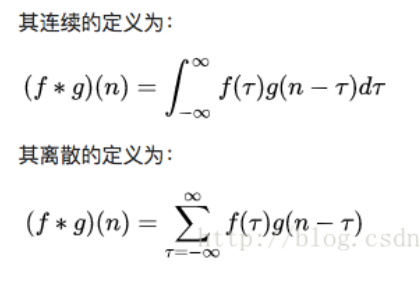 其连续的定义为：
(f * g)(n) = ∫_{-∞}^{∞} f(τ)g(n − τ)dτ
其离散的定义为：
(f * g)(n) = ∑_{τ=-∞}^{∞} f(τ)g(n − τ)
http://blog.csdn